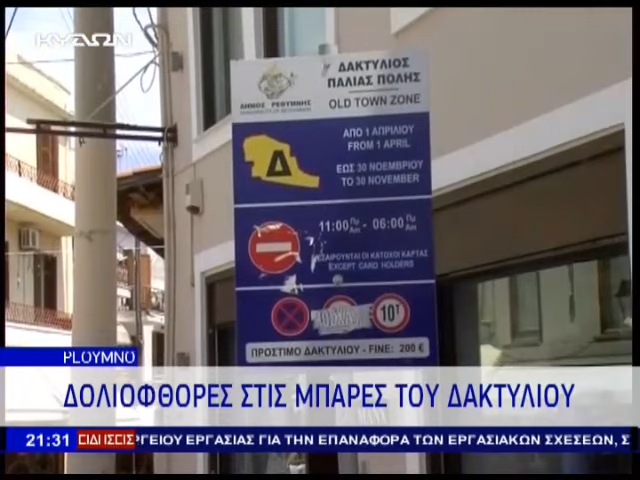 ΚΥΔΩΝ
ΔΑΚΤΥΛΙΟΣ
ΠΑΛΙΑΣ ΠΟΛΗΣ
ΔΗΜΟΣ ΡΕΘΥΜΝΗΣ
OLD TOWN ZONE
Δ
ΑΠΟ 1 ΑΠΡΙΛΙΟΥ
FROM 1 APRIL
ΕΩΣ 30 ΝΟΕΜΒΡΙΟΥ
TO 30 NOVEMBER
11:00 Πμ Am - 06:00 Πμ Am
ΕΞΑΙΡΟΥΝΤΑΙ ΟΙ ΚΑΤΟΧΟΙ ΚΑΡΤΑΣ
EXCEPT CARD HOLDERS
10T
ΠΡΟΣΤΙΜΟ ΔΑΚΤΥΛΙΟΥ - FINE: 200 €
ΡΕΘΥΜΝΟ
ΔΟΛΙΟΦΘΟΡΕΣ ΣΤΙΣ ΜΠΑΡΕΣ ΤΟΥ ΔΑΚΤΥΛΙΟΥ
21:31 ΕΙΔΗΣΕΙΣ ΡΓΕΙΟΥ ΕΡΓΑΣΙΑΣ ΓΙΑ ΤΗΝ ΕΠΑΝΑΦΟΡΑ ΤΩΝ ΕΡΓΑΣΙΑΚΩΝ ΣΧΕΣΕΩΝ, Σ